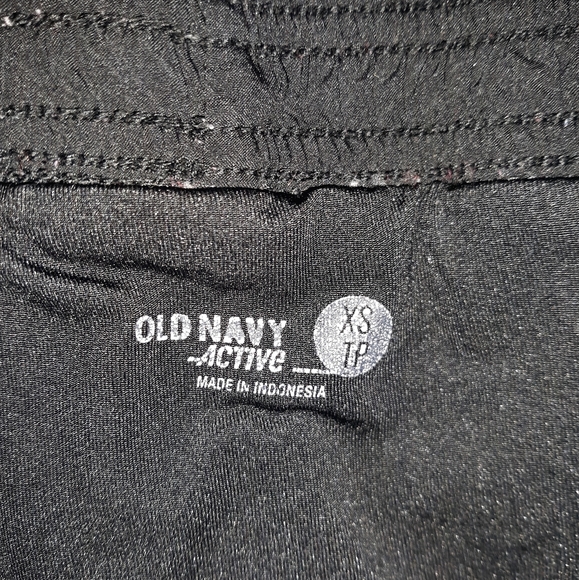 OLD NAVY
ACTIVE
XS
TP
MADE IN INDONESIA